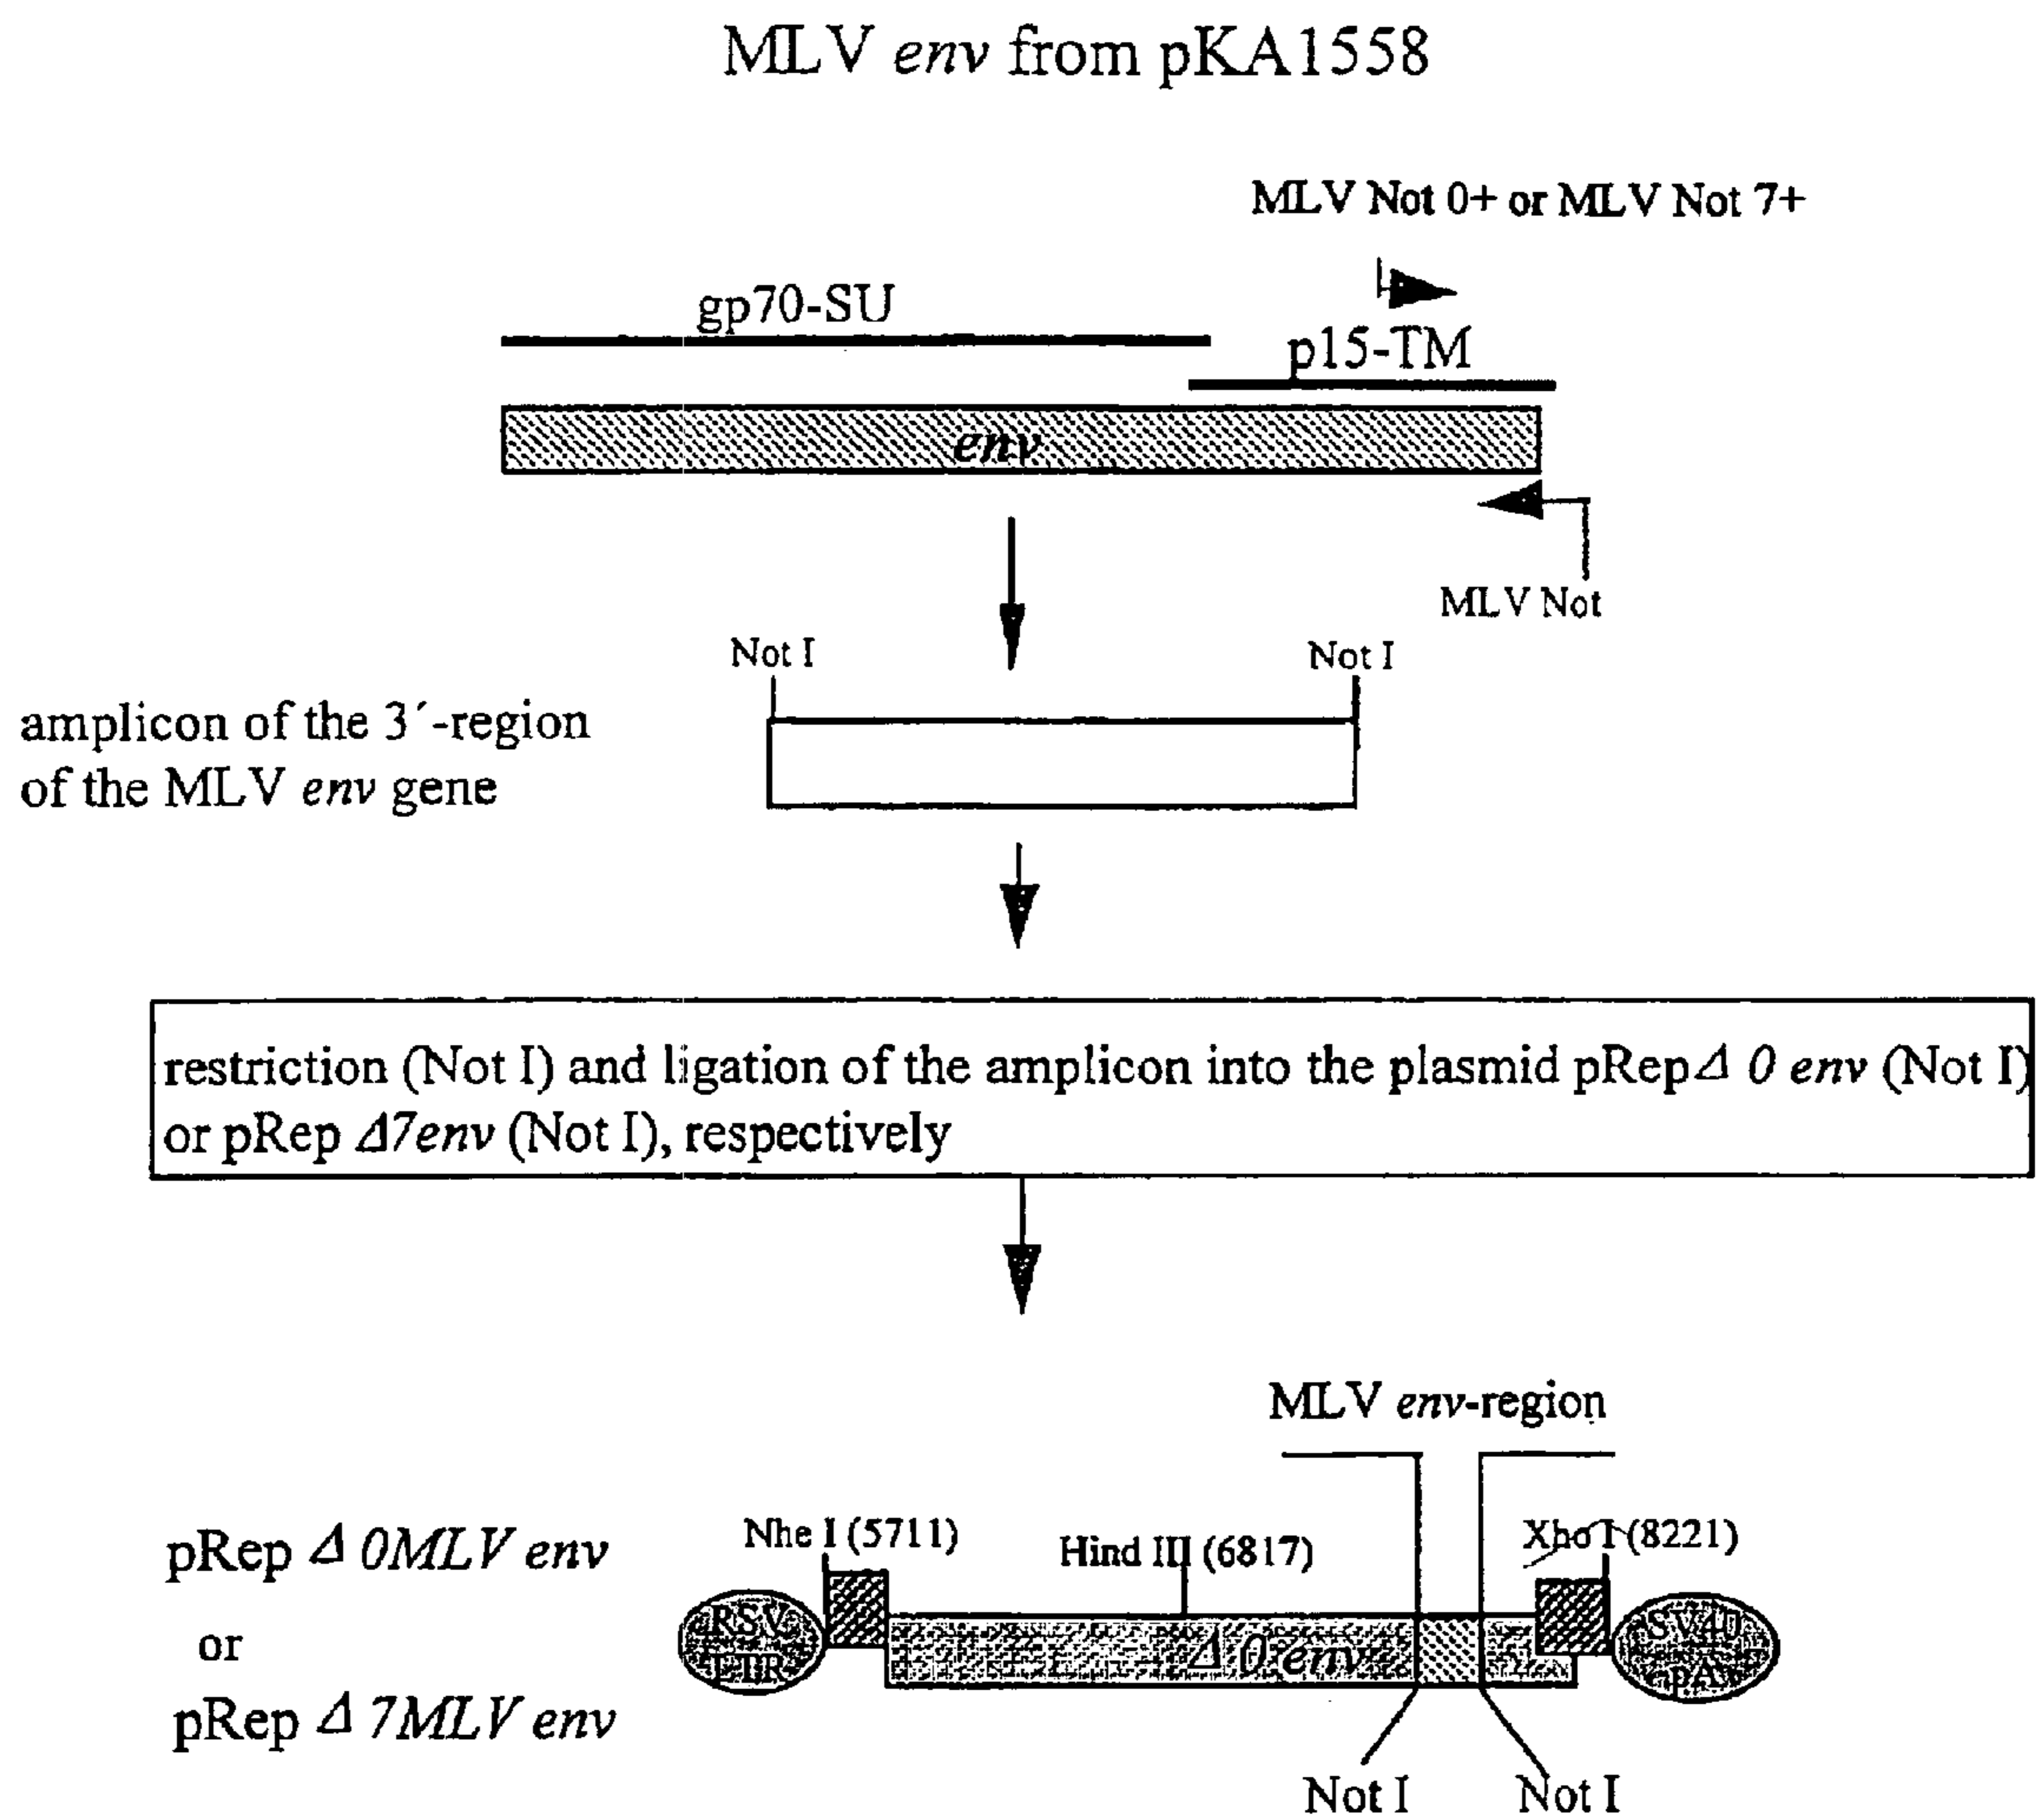 MLV env from pKA1558
MLV Not 0+ or MLV Not 7+
gp70-SU
p15-TM
env
MLV Not
Not I
Not I
amplicon of the 3´-region
of the MLV env gene
restriction (Not I) and ligation of the amplicon into the plasmid pRepΔ 0 env (Not I)
or pRep Δ7env (Not I), respectively
MLV env-region
Nhe I (5711)
Hind III (6817)
Xho I (8221)
pRep Δ 0MLV env
or
pRep Δ 7MLV env
RSV
LTR
Δ 0 env
SV40
pA
Not I
Not I